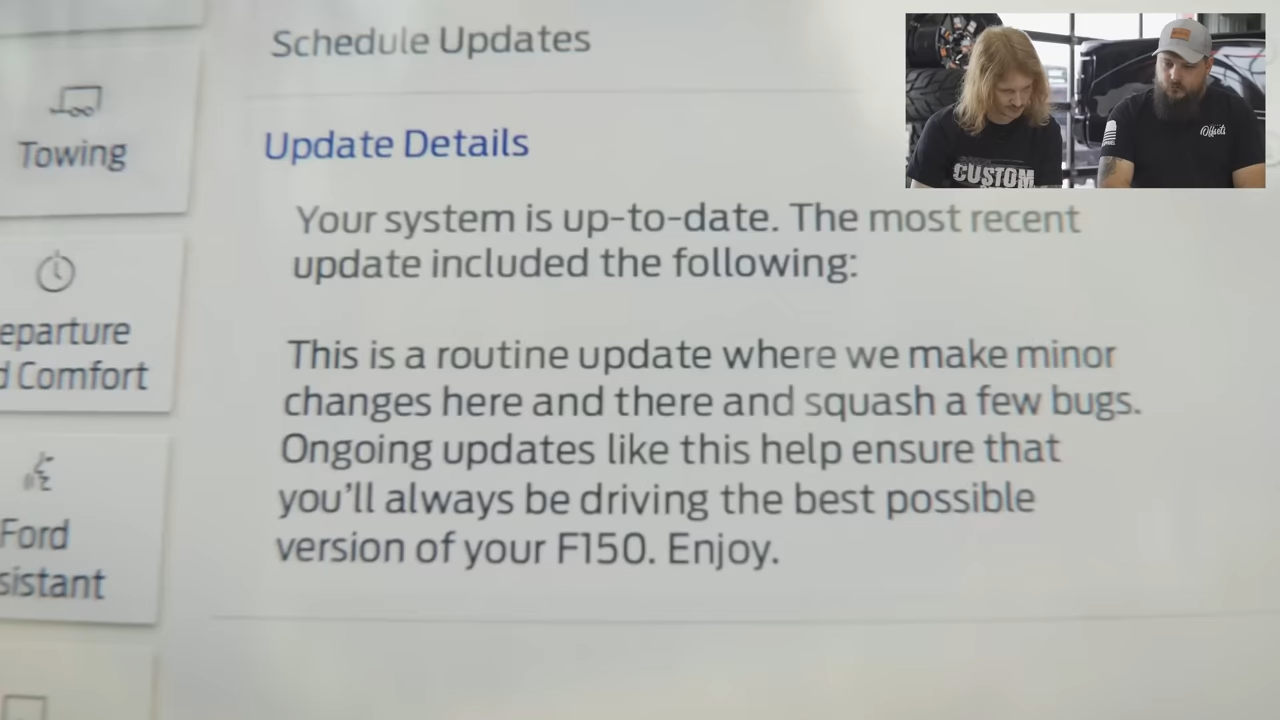 Schedule Updates
Towing
Update Details
Your system is up-to-date. The most recent
update included the following:
eparture
d Comfort
This is a routine update where we make minor
changes here and there and squash a few bugs.
Ongoing updates like this help ensure that
you'll always be driving the best possible
version of your F150. Enjoy.
Ford
sistant
CUSTOM
Offsets